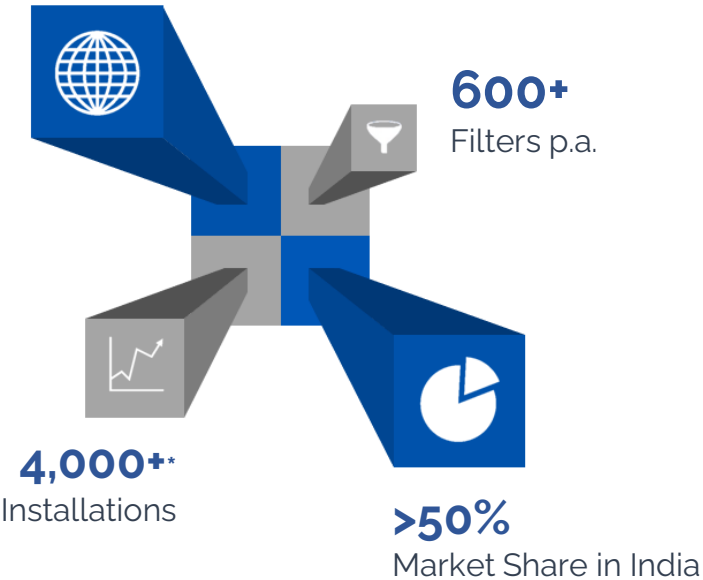 600+
Filters p.a.
4,000+*
Installations
>50%
Market Share in India